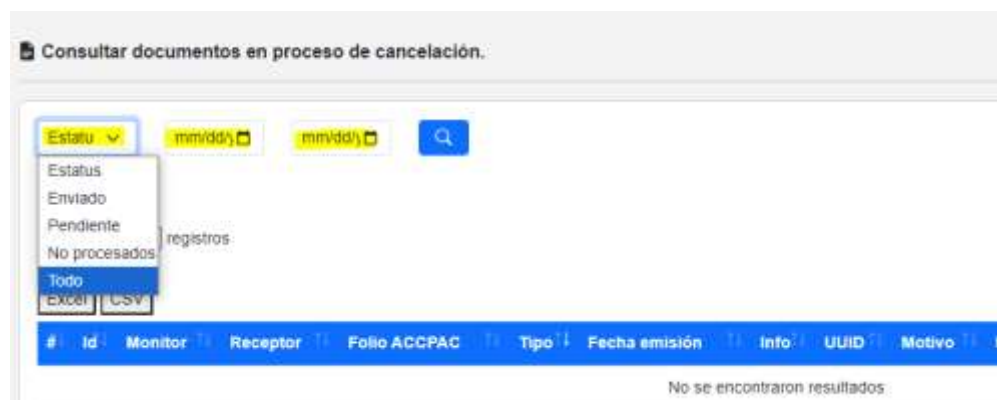 Consultar documentos en proceso de cancelación.
Estatu mm/dd/ mm/dd/
Estatus
Enviado
Pendiente
registros
No procesados
Todo
Excel CSV
# Id Monitor Receptor Folio ACCPAC Tipo Fecha emisión Info UUID Motivo
No se encontraron resultados